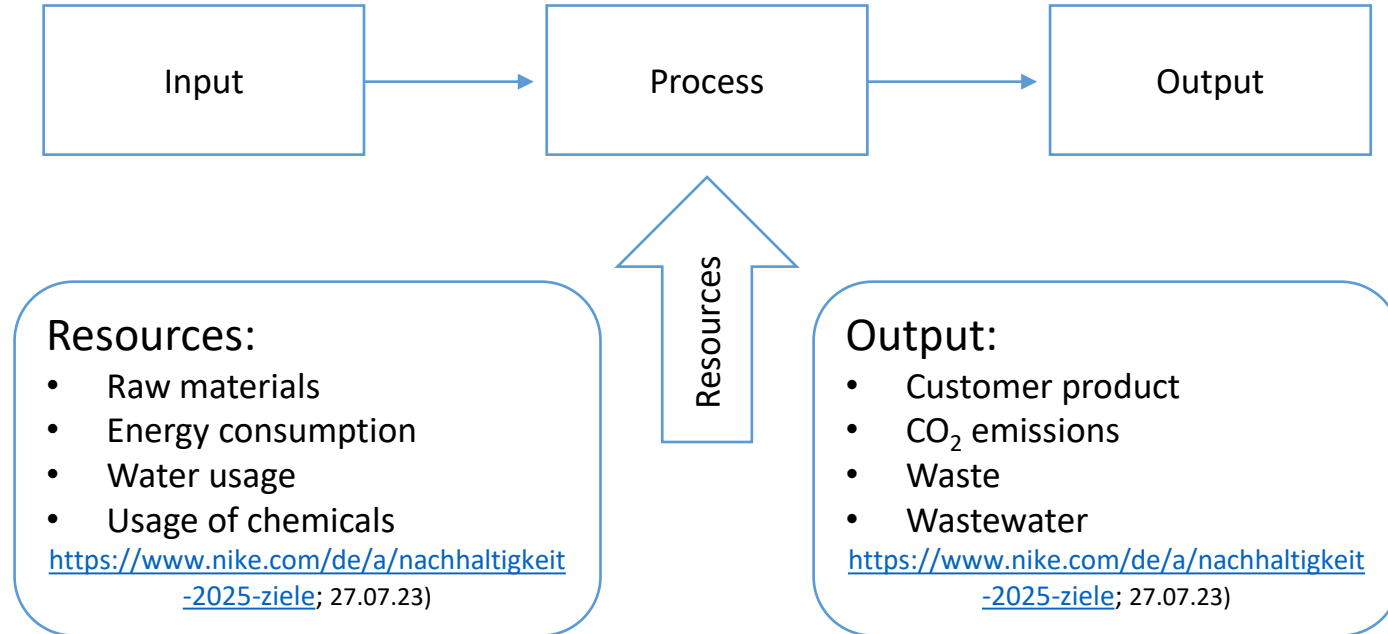 Input
Process
Output
Resources
Resources:
• Raw materials
• Energy consumption
• Water usage
• Usage of chemicals
https://www.nike.com/de/a/nachhaltigkeit
-2025-ziele; 27.07.23)
Output:
• Customer product
• CO₂ emissions
• Waste
• Wastewater
https://www.nike.com/de/a/nachhaltigkeit
-2025-ziele; 27.07.23)